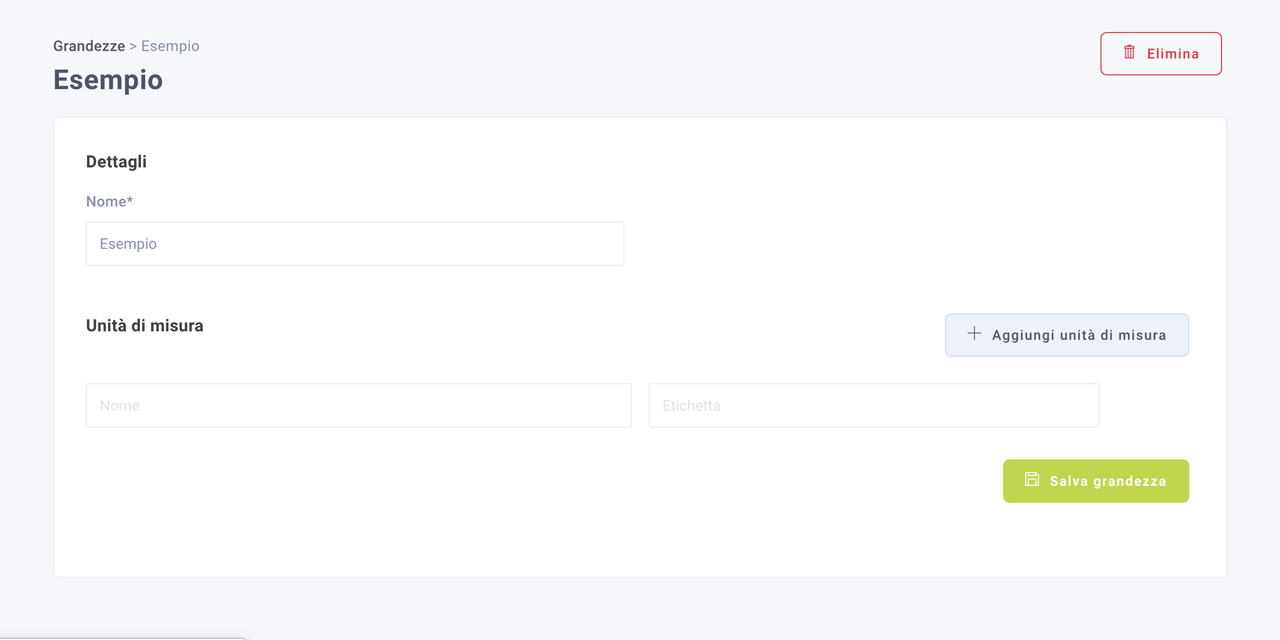 Grandezze > Esempio
Elimina
Esempio
Dettagli
Nome*
Esempio
Unità di misura
Aggiungi unità di misura
Nome
Etichetta
Salva grandezza